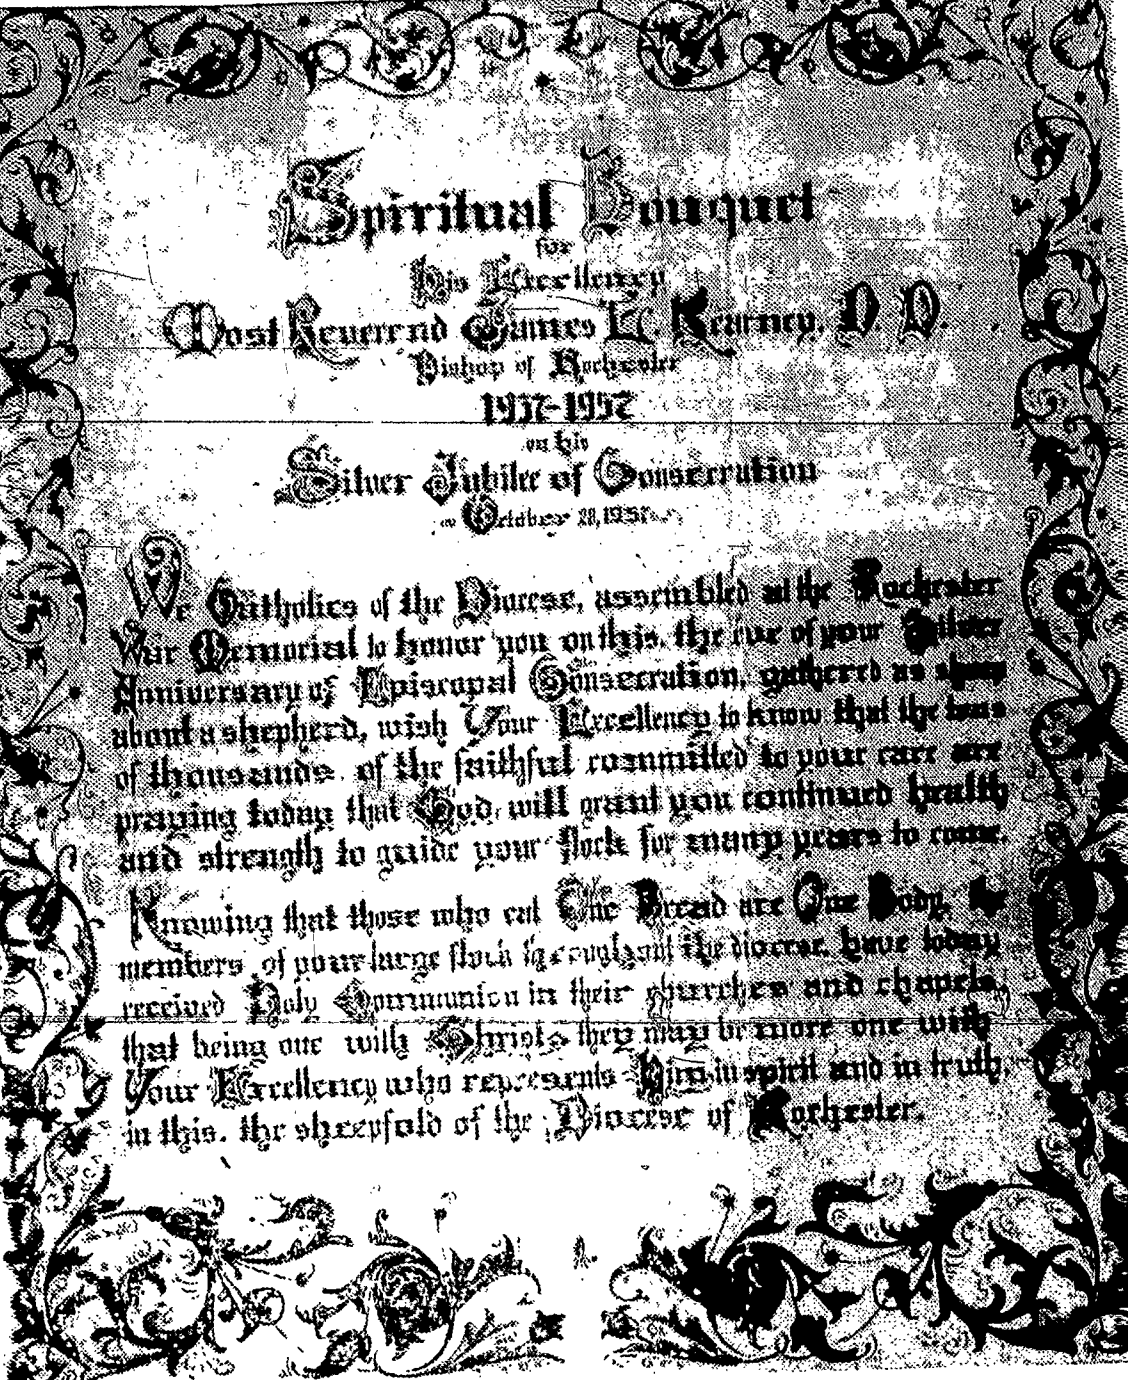 Spiritual Bouquet
for
His Excellency
Most Reverend James E. Kearney, D. D.
Bishop of Rochester
1937-1957
on his
Silver Jubilee of Consecration
October 28, 1957
We Catholics of the Diocese, assembled at the Rochester
War Memorial to honor you on this, the eve of your Silver
Anniversary of Episcopal Consecration, gathered as sheep
about a shepherd, wish Your Excellency to know that the tens
of thousands of the faithful committed to your care are
praying today that God will grant you continued health
and strength to guide your flock for many years to come.
Knowing that those who eat One Bread are One Body, the
members of your large flock throughout the diocese, have today
received Holy Communion in their churches and chapels,
that being one with Christ, they may be more one with
Your Excellency who represents Him in spirit and in truth,
in this, the sheepfold of the Diocese of Rochester.